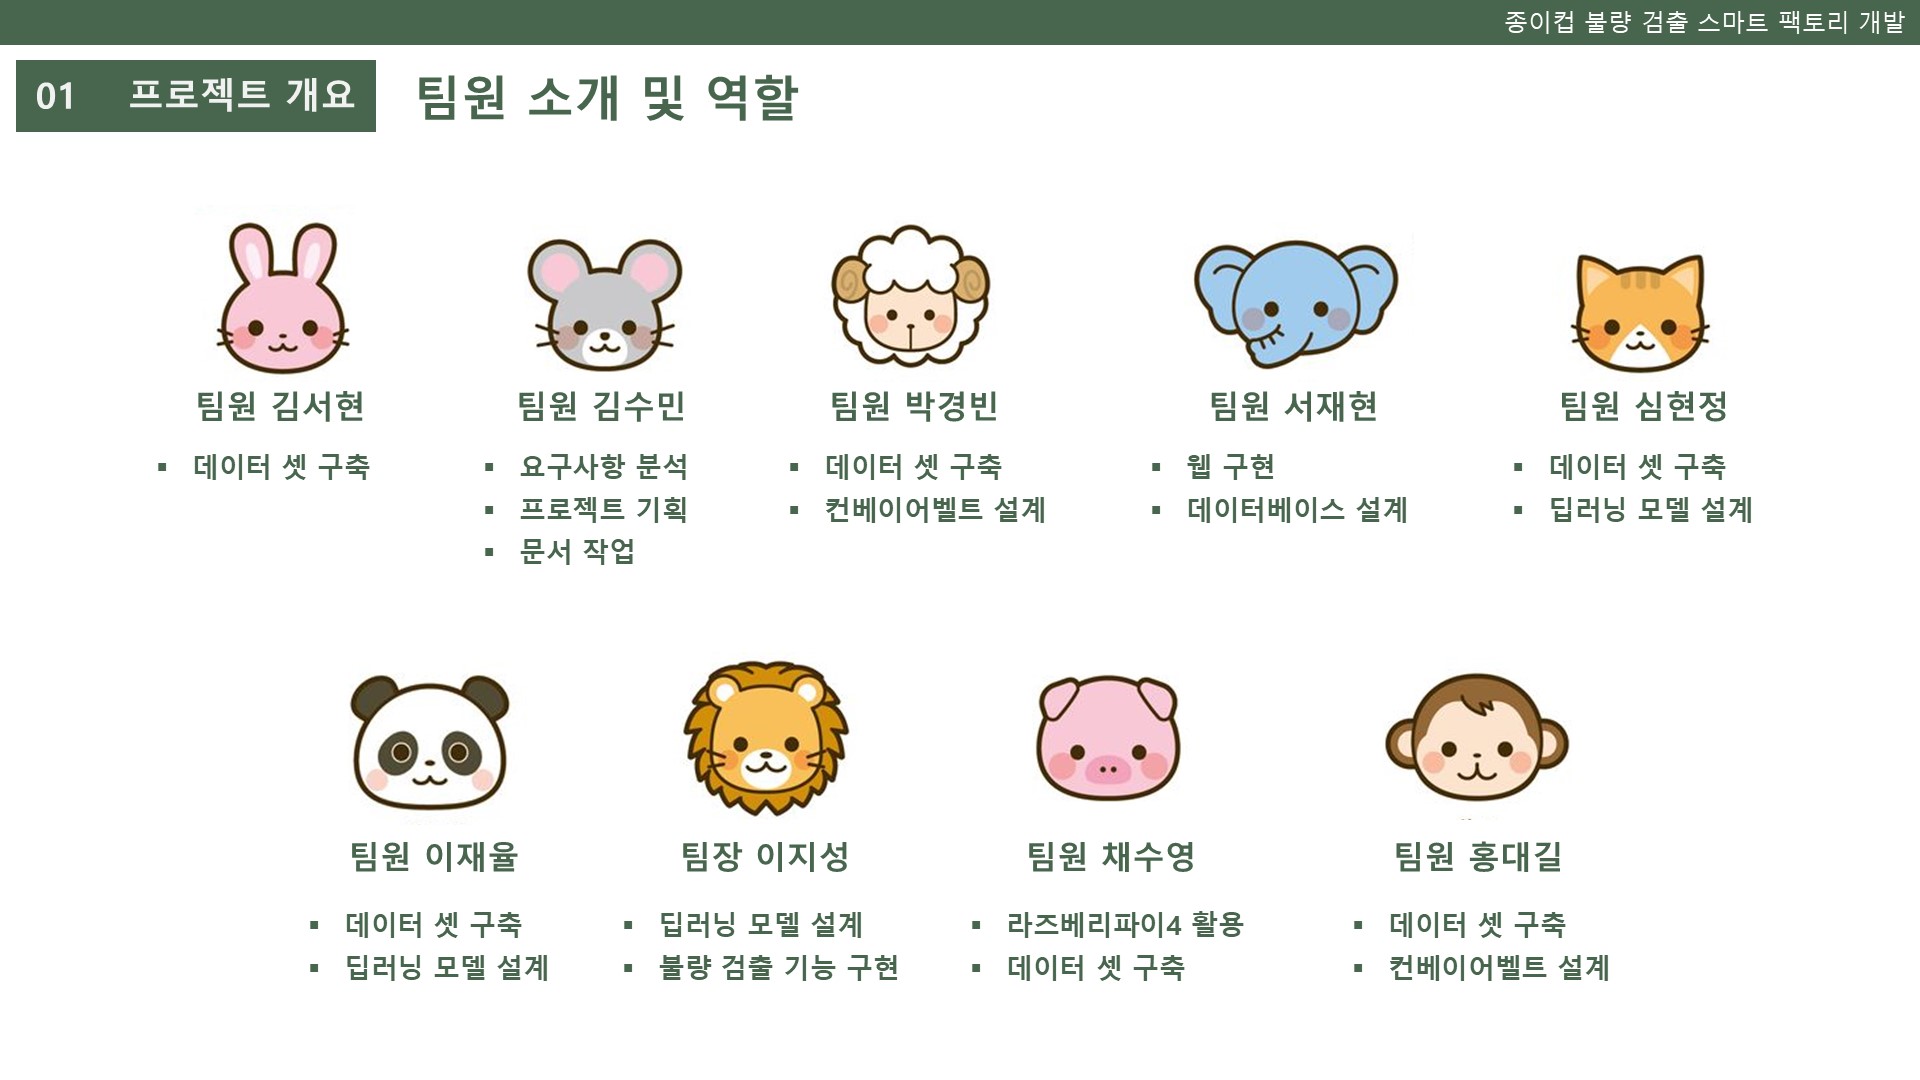 종이컵 불량 검출 스마트 팩토리 개발
01 프로젝트 개요
팀원 소개 및 역할
팀원 김서현
▪ 데이터 셋 구축
팀원 김수민
▪ 요구사항 분석
▪ 프로젝트 기획
▪ 문서 작업
팀원 박경빈
▪ 데이터 셋 구축
▪ 컨베이어벨트 설계
팀원 서재현
▪ 웹 구현
▪ 데이터베이스 설계
팀원 심현정
▪ 데이터 셋 구축
▪ 딥러닝 모델 설계
팀원 이재율
▪ 데이터 셋 구축
▪ 딥러닝 모델 설계
팀장 이지성
▪ 딥러닝 모델 설계
▪ 불량 검출 기능 구현
팀원 채수영
▪ 라즈베리파이4 활용
▪ 데이터 셋 구축
팀원 홍대길
▪ 데이터 셋 구축
▪ 컨베이어벨트 설계